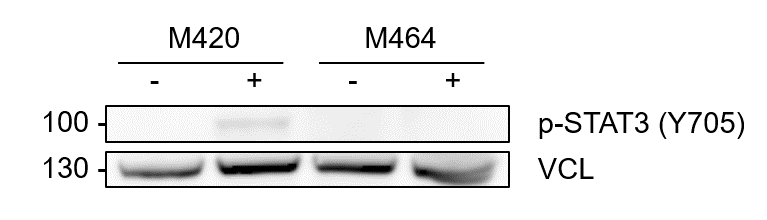 M420 M464
- + - +
100 - p-STAT3 (Y705)
130 - VCL